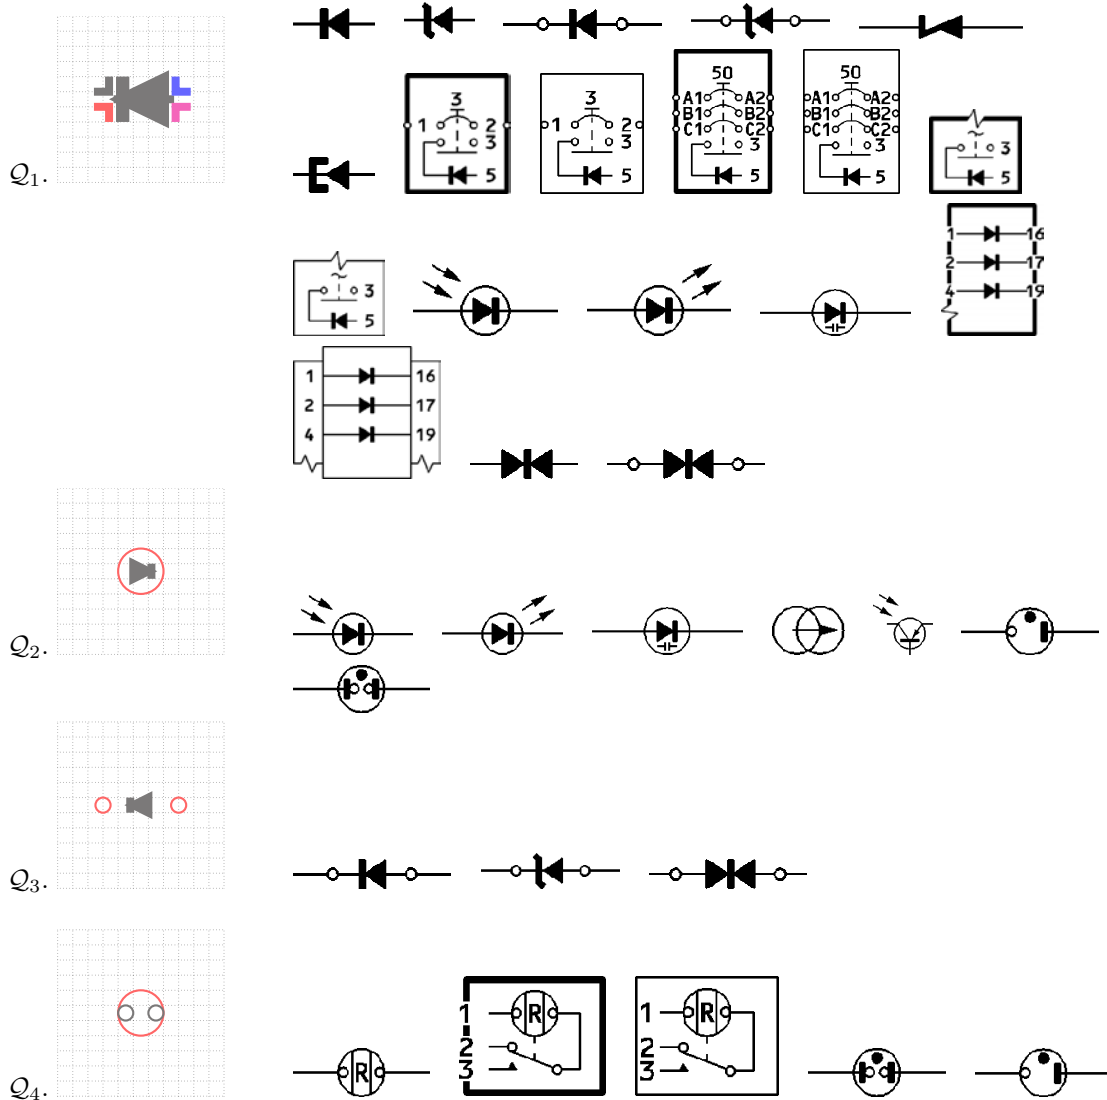 50 50
3 3 A1 A2 A1 A2
1 2 1 2 B1 B2 B1 B2
3 3 C1 C2 C1 C2
3 3 3
Q1. 5 5 5 5 5
1 16
2 17
3 4 19
5
1 16
2 17
4 19
Q2.
Q3.
1 R 1 R
2 2
R 3 3
Q4.